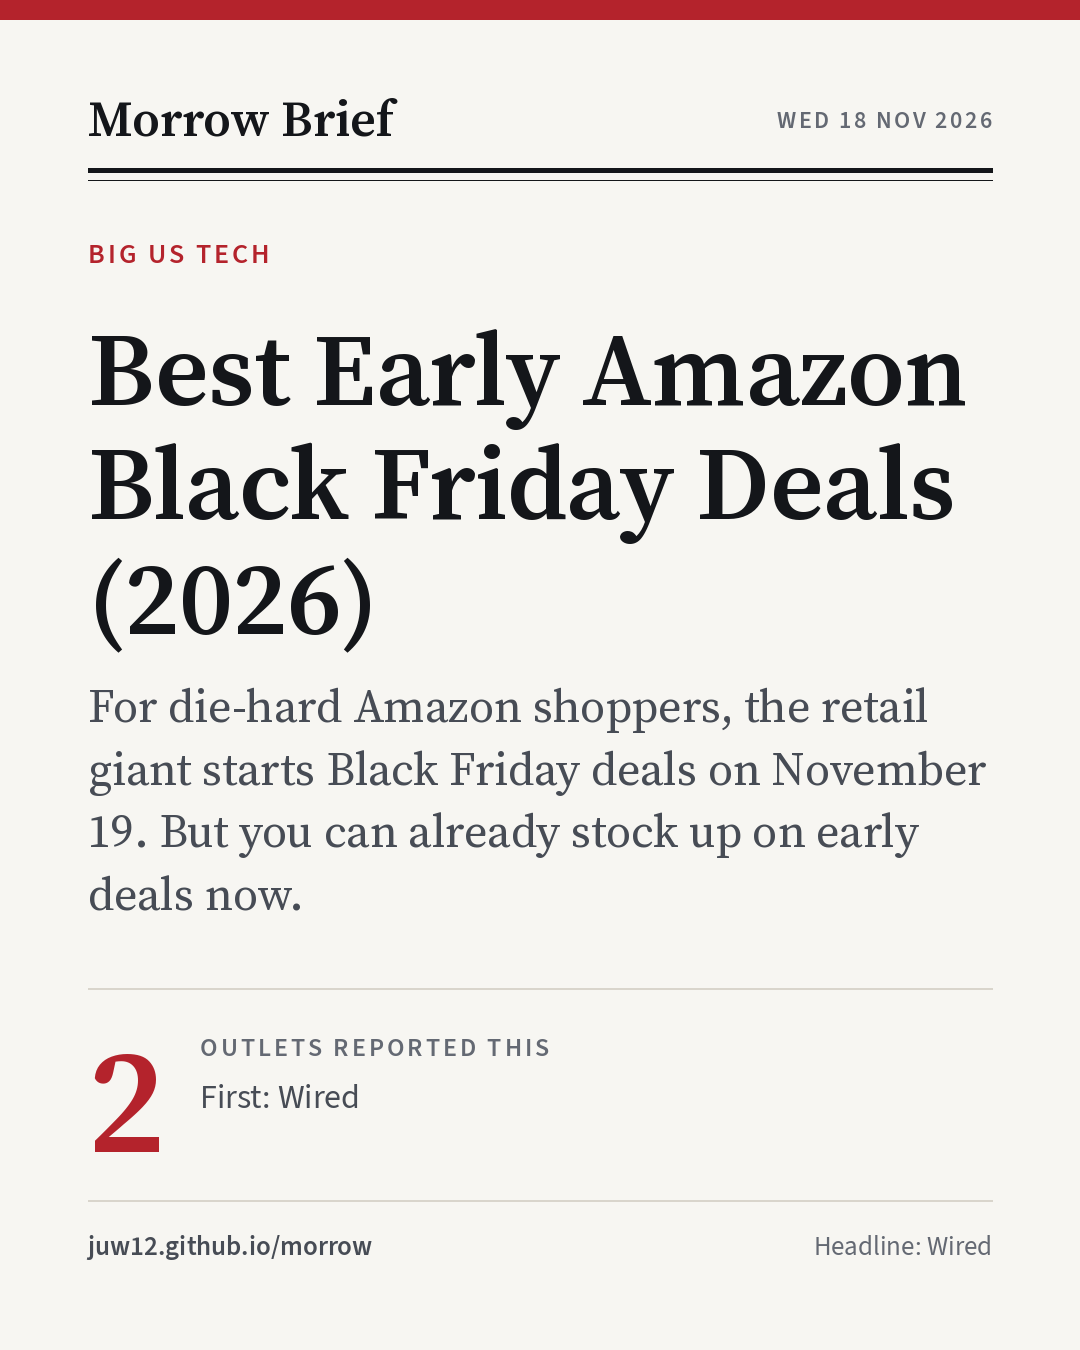 Morrow Brief
WED 18 NOV 2026
BIG US TECH
Best Early Amazon
Black Friday Deals
(2026)
For die-hard Amazon shoppers, the retail
giant starts Black Friday deals on November
19. But you can already stock up on early
deals now.
2
OUTLETS REPORTED THIS
First: Wired
juw12.github.io/morrow
Headline: Wired